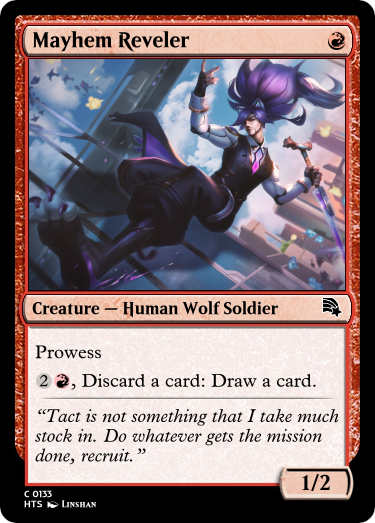 Mayhem Reveler
Creature — Human Wolf Soldier
Prowess
2, Discard a card: Draw a card.
“Tact is not something that I take much
stock in. Do whatever gets the mission
done, recruit.”
1/2
C 0133
HTS Linshan